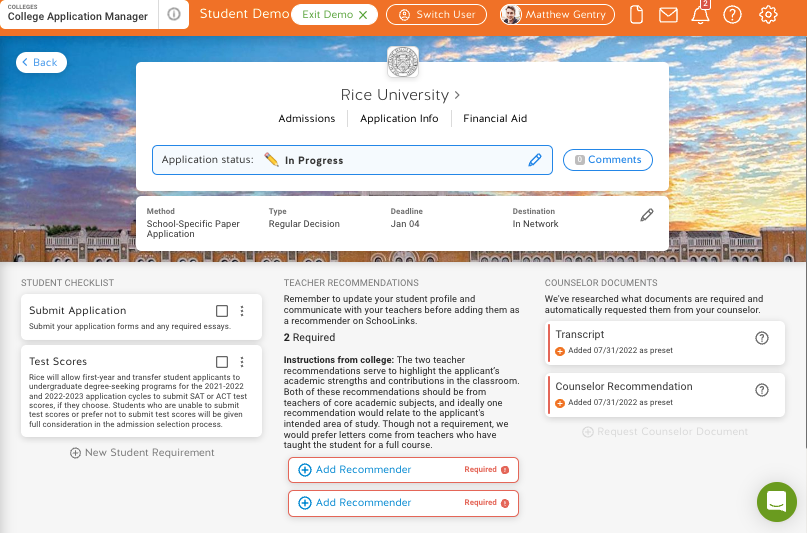 COLLEGES
College Application Manager
Student Demo
Exit Demo ✕
Switch User
Matthew Gentry
2
Back
Rice University
Admissions
Application Info
Financial Aid
Application status: In Progress
0 Comments
Method
School-Specific Paper
Application
Type
Regular Decision
Deadline
Jan 04
Destination
In Network
STUDENT CHECKLIST
Submit Application
Submit your application forms and any required essays.
Test Scores
Rice will allow first-year and transfer student applicants to
undergraduate degree-seeking programs for the 2021-2022
and 2022-2023 application cycles to submit SAT or ACT test
scores, if they choose. Students who are unable to submit
test scores or prefer not to submit test scores will be given
full consideration in the admission selection process.
New Student Requirement
TEACHER RECOMMENDATIONS
Remember to update your student profile and
communicate with your teachers before adding them as
a recommender on SchooLinks.
2 Required
Instructions from college: The two teacher
recommendations serve to highlight the applicant's
academic strengths and contributions in the classroom.
Both of these recommendations should be from
teachers of core academic subjects, and ideally one
recommendation would relate to the applicant's
intended area of study. Though not a requirement, we
would prefer letters come from teachers who have
taught the student for a full course.
Add Recommender Required
Add Recommender Required
COUNSELOR DOCUMENTS
We've researched what documents are required and
automatically requested them from your counselor.
Transcript
Added 07/31/2022 as preset
Counselor Recommendation
Added 07/31/2022 as preset
Request Counselor Document